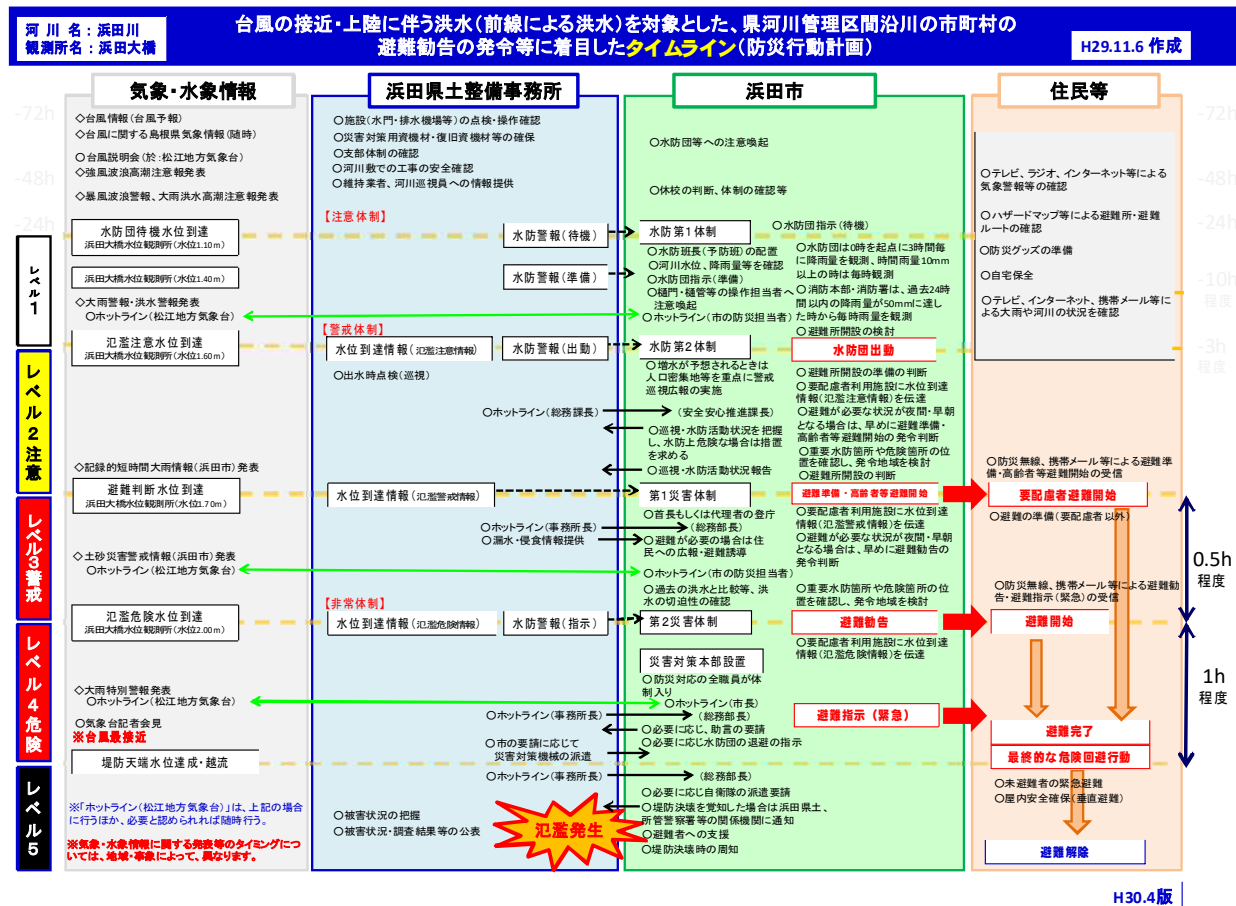 河 川 名：浜田川
観測所名：浜田大橋
台風の接近・上陸に伴う洪水（前線による洪水）を対象とした、県河川管理区間沿川の市町村の
避難勧告の発令等に着目したタイムライン（防災行動計画）
H29.11.6 作成
気象・水象情報
浜田県土整備事務所
浜田市
住民等
-72h
-48h
-24h
レベル1
レベル2注意
レベル3警戒
レベル4危険
レベル5
◇台風情報（台風予報）
◇台風に関する島根県気象情報（随時）
○台風説明会（於：松江地方気象台）
◇強風波浪高潮注意報発表
◇暴風波浪警報、大雨洪水高潮注意報発表
水防団待機水位到達
浜田大橋水位観測所（水位1.10m）
浜田大橋水位観測所（水位1.40m）
◇大雨警報・洪水警報発表
○ホットライン（松江地方気象台）
氾濫注意水位到達
浜田大橋水位観測所（水位1.60m）
◇記録的短時間大雨情報（浜田市）発表
避難判断水位到達
浜田大橋水位観測所（水位1.70m）
◇土砂災害警戒情報（浜田市）発表
○ホットライン（松江地方気象台）
氾濫危険水位到達
浜田大橋水位観測所（水位2.00m）
◇大雨特別警報発表
○ホットライン（松江地方気象台）
○気象台記者会見
※台風最接近
堤防天端水位達成・越流
※「ホットライン（松江地方気象台）」は、上記の場合
に行うほか、必要と認められれば随時行う。
※気象・水象情報に関する発表等のタイミングにつ
いては、地域・事象によって、異なります。
○施設（水門・排水機場等）の点検・操作確認
○災害対策用資機材・復旧資機材等の確保
○支部体制の確認
○河川敷での工事の安全確認
○維持業者、河川巡視員への情報提供
【注意体制】
水防警報（待機）
水防警報（準備）
【警戒体制】
水位到達情報（氾濫注意情報）
水防警報（出動）
○出水時点検（巡視）
○ホットライン（総務課長）
水位到達情報（氾濫警戒情報）
○ホットライン（事務所長）
○漏水・侵食情報提供
【非常体制】
水位到達情報（氾濫危険情報）
水防警報（指示）
○ホットライン（事務所長）
○市の要請に応じて
災害対策機械の派遣
○ホットライン（事務所長）
○被害状況の把握
○被害状況・調査結果等の公表
氾濫発生
○水防団等への注意喚起
○休校の判断、体制の確認等
水防第1体制
○水防団指示（待機）
○水防班長（予防班）の配置
○河川水位、降雨量等を確認
○水防団指示（準備）
○樋門・樋管等の操作担当者へ
注意喚起
○ホットライン（市の防災担当者）
○水防団は0時を起点に3時間毎
に降雨量を観測、時間雨量10mm
以上の時は毎時観測
○消防本部・消防署は、過去24時
間以内の降雨量が50mmに達し
た時から毎時雨量を観測
○避難所開設の検討
水防第2体制
水防団出動
○増水が予想されるときは
人口密集地等を重点に警戒
巡視広報の実施
（安全安心推進課長）
○巡視・水防活動状況を把握
し、水防上危険な場合は措置
を求める
○巡視・水防活動状況報告
○避難所開設の準備の判断
○要配慮者利用施設に水位到達
情報（氾濫注意情報）を伝達
○避難が必要な状況が夜間・早朝
となる場合は、早めに避難準備・
高齢者等避難開始の発令判断
○重要水防箇所や危険箇所の位
置を確認し、発令地域を検討
○避難所開設の判断
第1災害体制
避難準備・高齢者等避難開始
○首長もしくは代理者の登庁
（総務部長）
○避難が必要の場合は住
民への広報・避難誘導
○ホットライン（市の防災担当者）
○過去の洪水と比較等、洪
水の切迫性の確認
○要配慮者利用施設に水位到達
情報（氾濫警戒情報）を伝達
○避難が必要な状況が夜間・早朝
となる場合は、早めに避難勧告の
発令判断
○重要水防箇所や危険箇所の位
置を確認し、発令地域を検討
第2災害体制
避難勧告
○要配慮者利用施設に水位到達
情報（氾濫危険情報）を伝達
災害対策本部設置
○防災対応の全職員が体
制入り
○ホットライン（市長）
（総務部長）
避難指示（緊急）
○必要に応じ、助言の要請
○必要に応じ水防団の退避の指示
（総務部長）
○必要に応じ自衛隊の派遣要請
○堤防決壊を覚知した場合は浜田県土、
所管警察署等の関係機関に通知
○避難者への支援
○堤防決壊時の周知
○テレビ、ラジオ、インターネット等による
気象警報等の確認
○ハザードマップ等による避難所・避難
ルートの確認
○防災グッズの準備
○自宅保全
○テレビ、インターネット、携帯メール等に
よる大雨や河川の状況を確認
○防災無線、携帯メール等による避難準
備・高齢者等避難開始の受信
要配慮者避難開始
○避難の準備（要配慮者以外）
○防災無線、携帯メール等による避難勧
告・避難指示（緊急）の受信
避難開始
避難完了
最終的な危険回避行動
○未避難者の緊急避難
○屋内安全確保（垂直避難）
避難解除
-72h
-48h
-24h
-10h
程度
-3h
程度
0.5h
程度
1h
程度
H30.4版